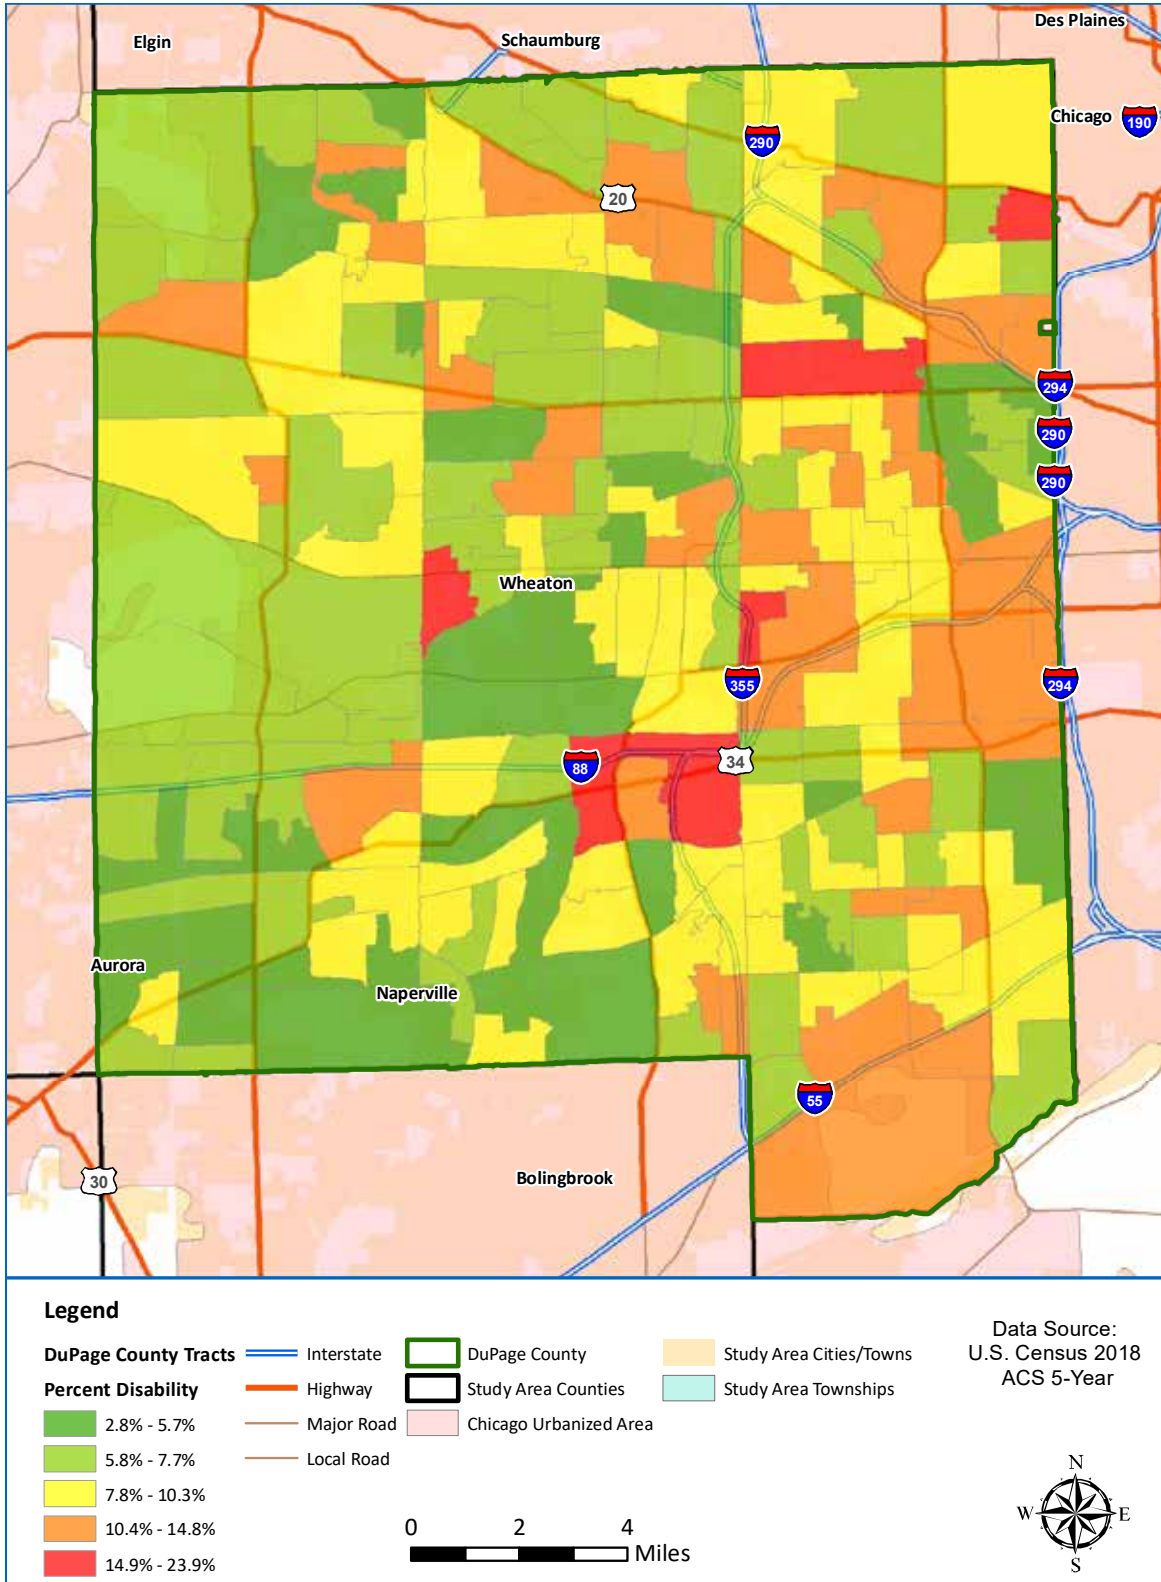 Des Plaines
Elgin
Schaumburg
Chicago
190
290
20
294
290
290
Wheaton
355
294
88
34
Aurora
Naperville
55
Bolingbrook
30
Legend
DuPage County Tracts
Percent Disability
2.8% - 5.7%
5.8% - 7.7%
7.8% - 10.3%
10.4% - 14.8%
14.9% - 23.9%
Interstate
Highway
Major Road
Local Road
DuPage County
Study Area Counties
Chicago Urbanized Area
Study Area Cities/Towns
Study Area Townships
0 2 4
Miles
Data Source:
U.S. Census 2018
ACS 5-Year
N
W E
S